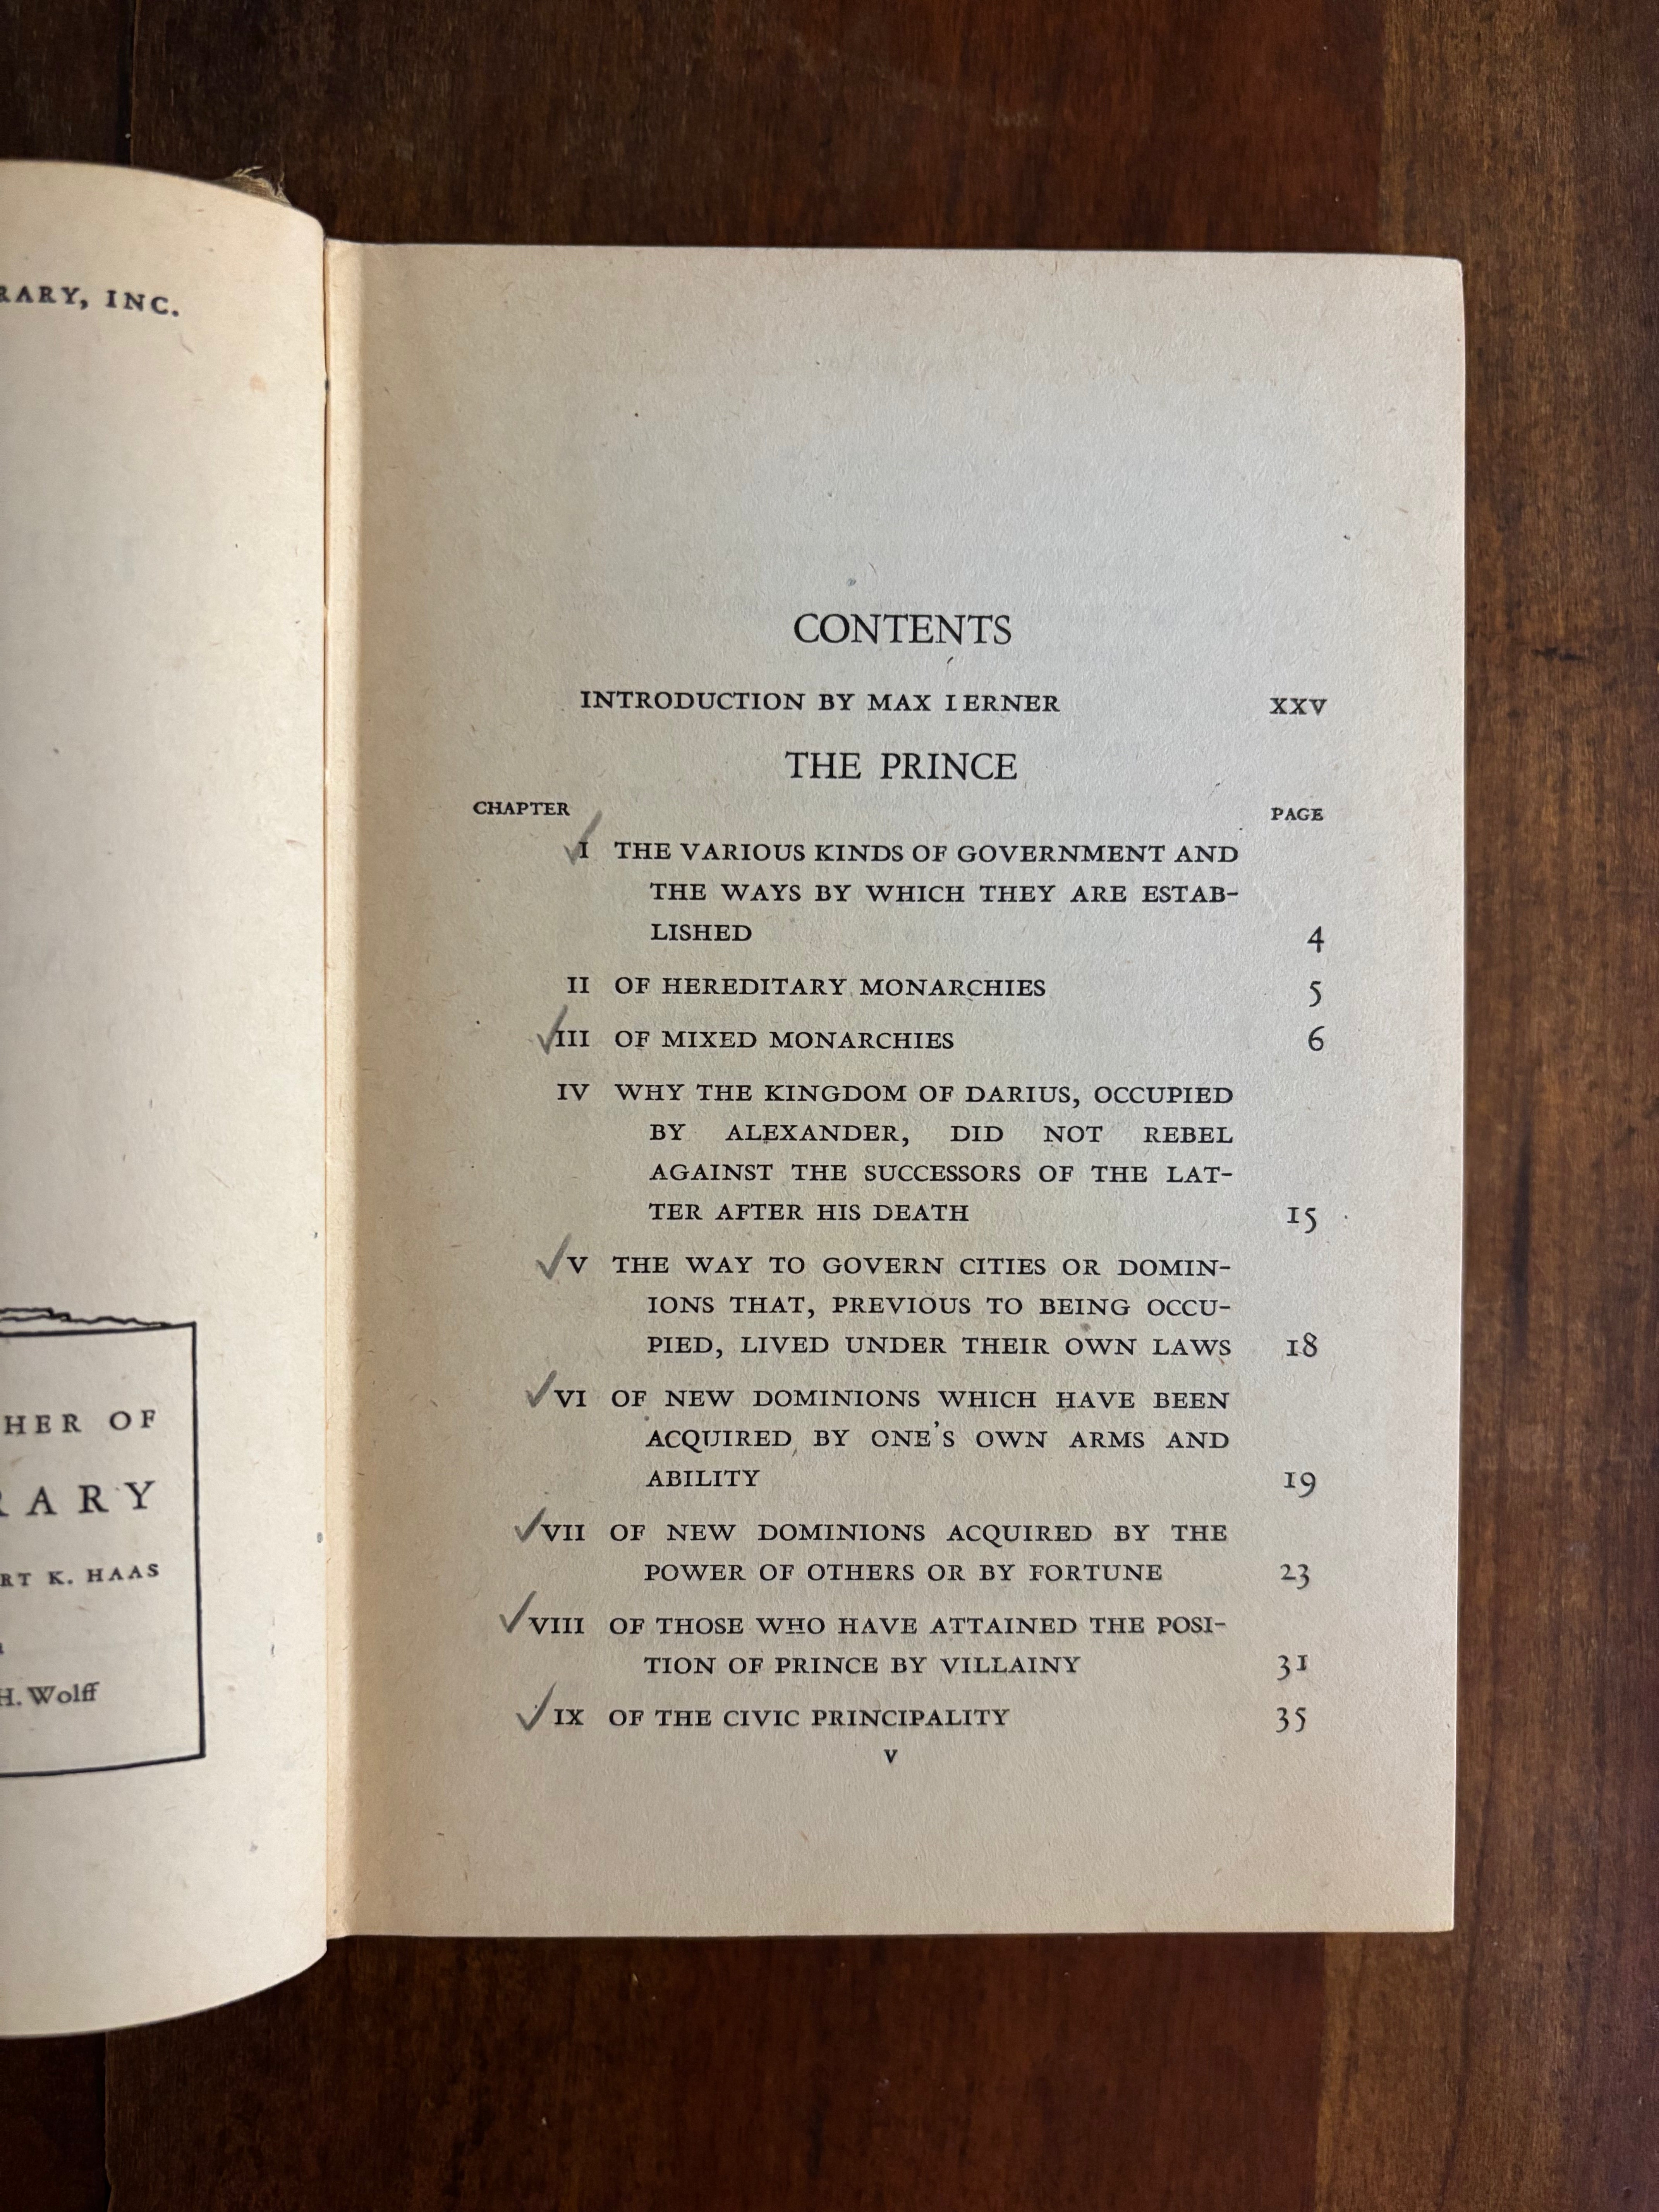 RARY, INC.
HER OF
RARY
RT K. HAAS
H. Wolff
CONTENTS
INTRODUCTION BY MAX IERNER XXV
THE PRINCE
CHAPTER PAGE
✓I THE VARIOUS KINDS OF GOVERNMENT AND
THE WAYS BY WHICH THEY ARE ESTAB-
LISHED 4
II OF HEREDITARY MONARCHIES 5
✓III OF MIXED MONARCHIES 6
IV WHY THE KINGDOM OF DARIUS, OCCUPIED
BY ALEXANDER, DID NOT REBEL
AGAINST THE SUCCESSORS OF THE LAT-
TER AFTER HIS DEATH 15
✓V THE WAY TO GOVERN CITIES OR DOMIN-
IONS THAT, PREVIOUS TO BEING OCCU-
PIED, LIVED UNDER THEIR OWN LAWS 18
✓VI OF NEW DOMINIONS WHICH HAVE BEEN
ACQUIRED BY ONE'S OWN ARMS AND
ABILITY 19
✓VII OF NEW DOMINIONS ACQUIRED BY THE
POWER OF OTHERS OR BY FORTUNE 23
✓VIII OF THOSE WHO HAVE ATTAINED THE POSI-
TION OF PRINCE BY VILLAINY 31
✓IX OF THE CIVIC PRINCIPALITY 35
V